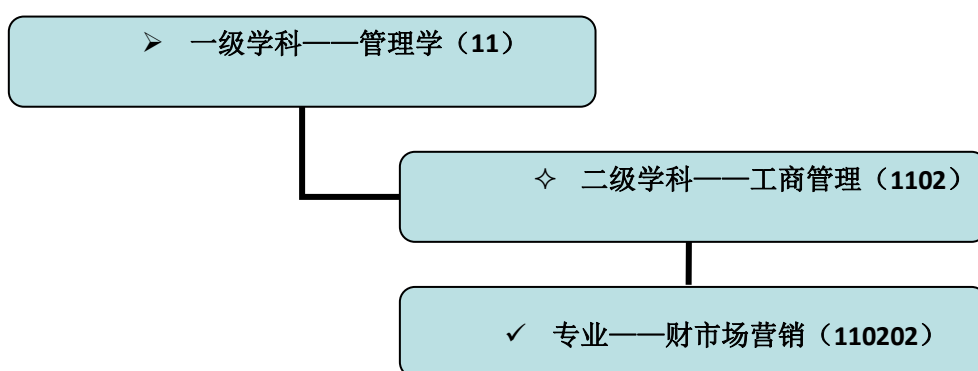 ➢ 一级学科——管理学（11）
✧ 二级学科——工商管理（1102）
✓ 专业——财市场营销（110202）